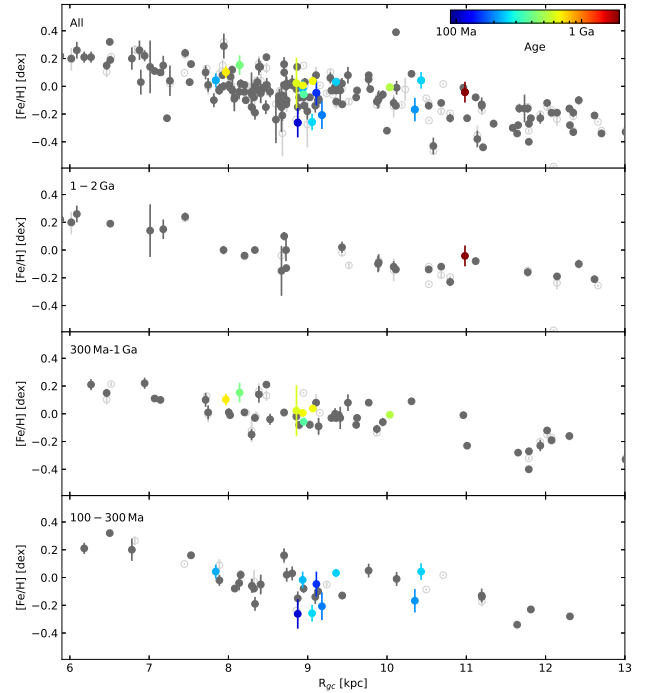 All
100 Ma 1 Ga
Age
0.4
0.2
0.0
−0.2
−0.4
[Fe/H] [dex]
1 − 2 Ga
0.4
0.2
0.0
−0.2
−0.4
[Fe/H] [dex]
300 Ma-1 Ga
0.4
0.2
0.0
−0.2
−0.4
[Fe/H] [dex]
100 − 300 Ma
0.4
0.2
0.0
−0.2
−0.4
[Fe/H] [dex]
6 7 8 9 10 11 12 13
Rgc [kpc]